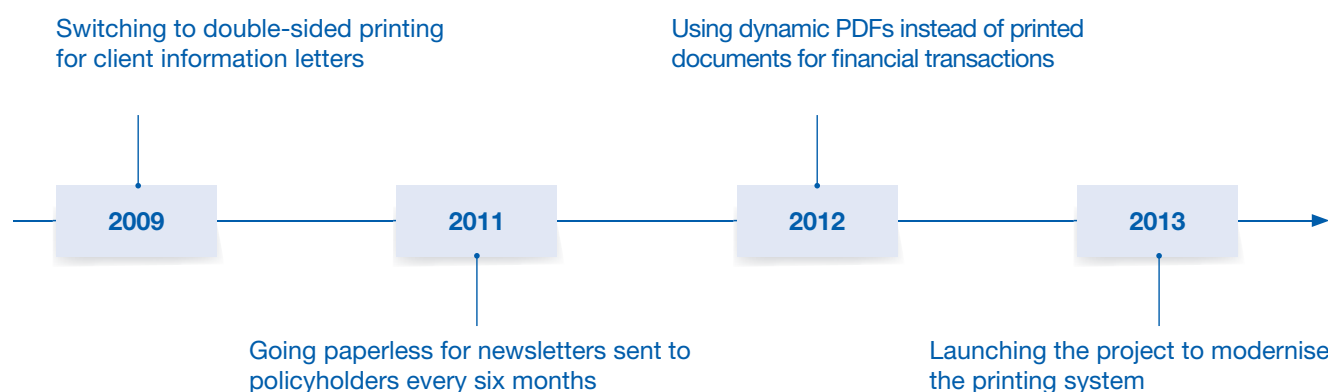 Switching to double-sided printing
for client information letters
Using dynamic PDFs instead of printed
documents for financial transactions
2009
2011
2012
2013
Going paperless for newsletters sent to
policyholders every six months
Launching the project to modernise
the printing system